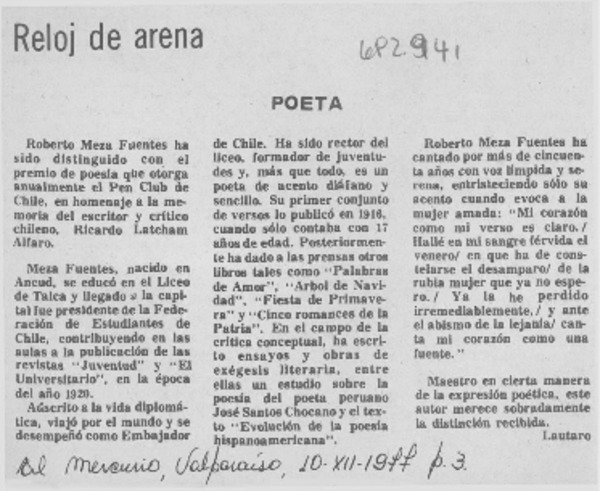 Reloj de arena
682941
POETA
Roberto Meza Fuentes ha
sido distinguido con el
premio de poesía que otorga
anualmente el Pen Club de
Chile, en homenaje a la me-
moria del escritor y crítico
chileno, Ricardo Latcham
Alfaro.
Meza Fuentes, nacido en
Ancud, se educó en el Liceo
de Talca y llegado a la capi-
tal fue presidente de la Fede-
ración de Estudiantes de
Chile, contribuyendo en las
aulas a la publicación de las
revistas "Juventud" y "El
Universitario", en la época
del año 1920.
Adscrito a la vida diplomá-
tica, viajó por el mundo y se
desempeñó como Embajador
de Chile. Ha sido rector del
liceo, formador de juventu-
des y, más que todo, es un
poeta de acento diáfano y
sencillo. Su primer conjunto
de versos lo publicó en 1916,
cuando sólo contaba con 17
años de edad. Posteriormen-
te ha dado a las prensas otros
libros tales como "Palabras
de Amor", "Arbol de Navi-
dad", "Fiesta de Primave-
ra" y "Cinco romances de la
Patria". En el campo de la
crítica conceptual, ha escri-
to ensayos y obras de
exégesis literaria, entre
ellas un estudio sobre la
poesía del poeta peruano
José Santos Chocano y el tex-
to "Evolución de la poesía
hispanoamericana".
Roberto Meza Fuentes ha
cantado por más de cincuen-
ta años con voz límpida y se-
rena, entristeciendo sólo su
acento cuando evoca a la
mujer amada: "Mi corazón
como mi verso es claro./
Hallé en mi sangre férvida el
venero/ en que ha de cons-
telarse el desamparo/ de la
rubia mujer que ya no espe-
ro./ Ya la he perdido
irremediablemente,/ y ante
el abismo de la lejanía/ can-
ta mi corazón como una
fuente."
Maestro en cierta manera
de la expresión poética, este
autor merece sobradamente
la distinción recibida.
Lautaro
El Mercurio, Valparaíso, 10-XII-1977 p.3.